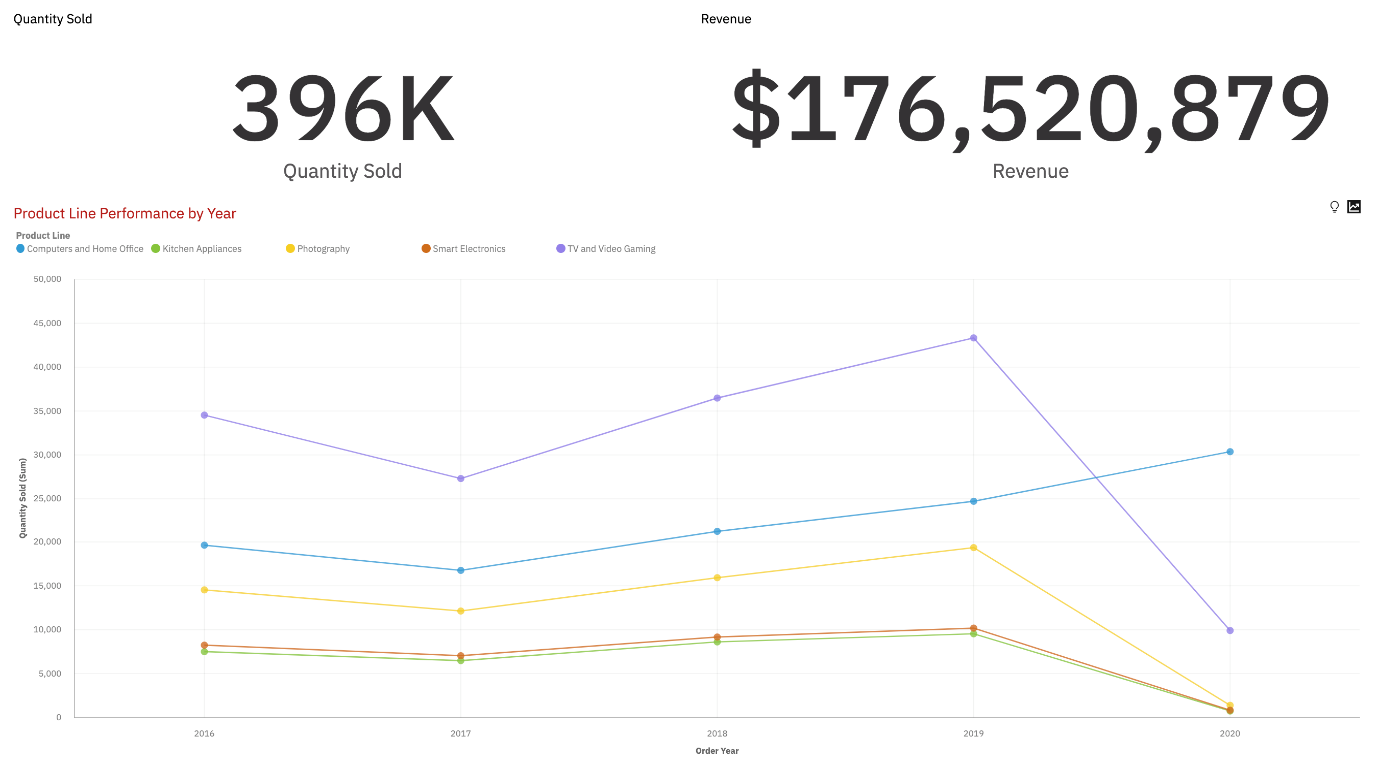 Quantity Sold
Revenue
396K
$176,520,879
Quantity Sold
Revenue
Product Line Performance by Year
Product Line
Computers and Home Office Kitchen Appliances Photography Smart Electronics TV and Video Gaming
50,000
45,000
40,000
35,000
30,000
25,000
20,000
15,000
10,000
5,000
0
Quantity Sold (Sum)
2016 2017 2018 2019 2020
Order Year